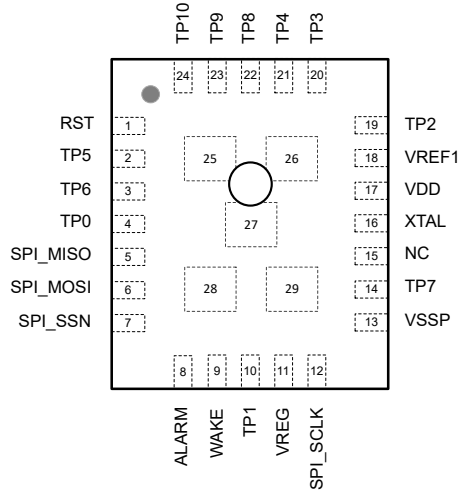 TP10 TP9 TP8 TP4 TP3
24 23 22 21 20
RST 1 19 TP2
TP5 2 25 26 18 VREF1
TP6 3 17 VDD
TP0 4 27 16 XTAL
SPI_MISO 5 15 NC
SPI_MOSI 6 28 29 14 TP7
SPI_SSN 7 13 VSSP
8 9 10 11 12
ALARM WAKE TP1 VREG SPI_SCLK